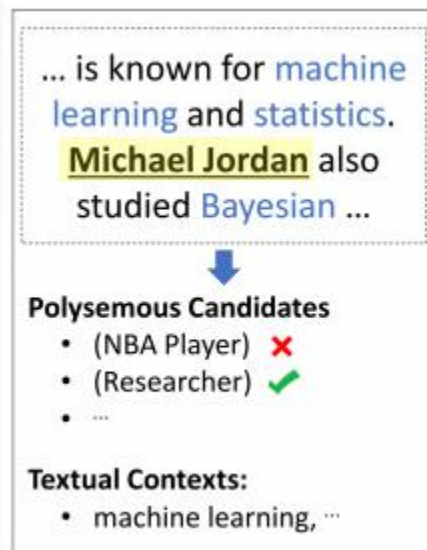 ... is known for machine
learning and statistics.
Michael Jordan also
studied Bayesian ...
Polysemous Candidates
• (NBA Player) ✗
• (Researcher) ✓
• ...
Textual Contexts:
• machine learning, ...